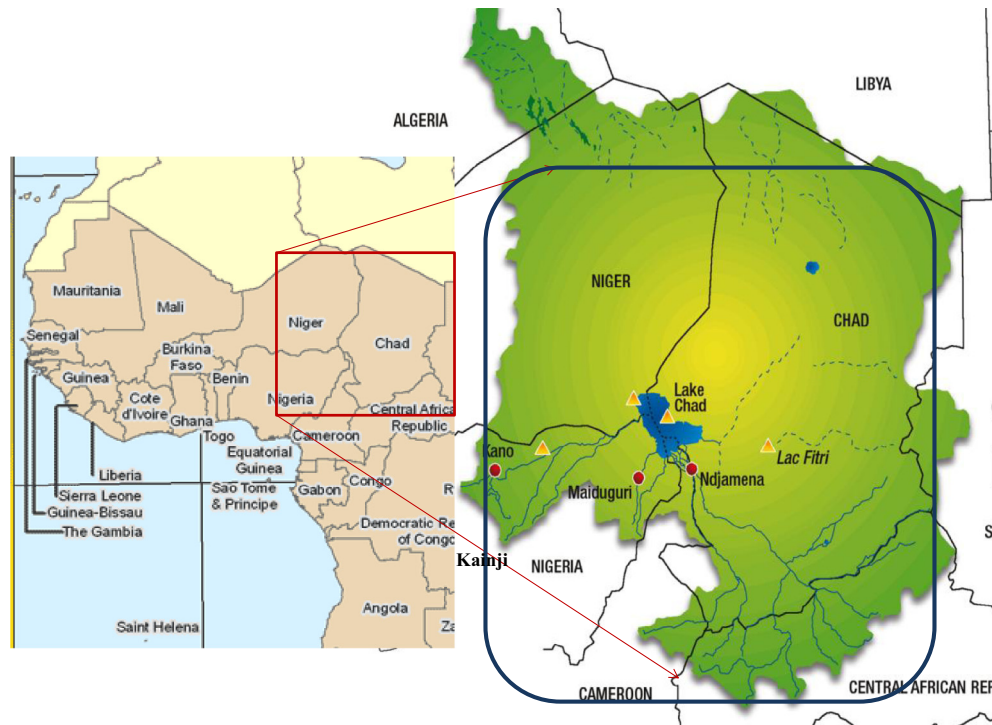 Mauritania
Mali
Niger
Chad
Senegal
Burkina
Faso
Guinea
Benin
Nigeria
Cote
d'Ivoire
Ghana
Togo
Central Africa
Republic
Cameroon
Equatorial
Guinea
Liberia
Sierra Leone
Guinea-Bissau
The Gambia
Sao Tome
& Principe
Gabon
Congo
R
Democratic Re
of Congo
Angola
Za
Saint Helena
ALGERIA
LIBYA
NIGER
CHAD
Lake
Chad
Kano
Maiduguri
Ndjamena
Lac Fitri
Kainji
NIGERIA
S
CAMEROON
CENTRAL AFRICAN REP